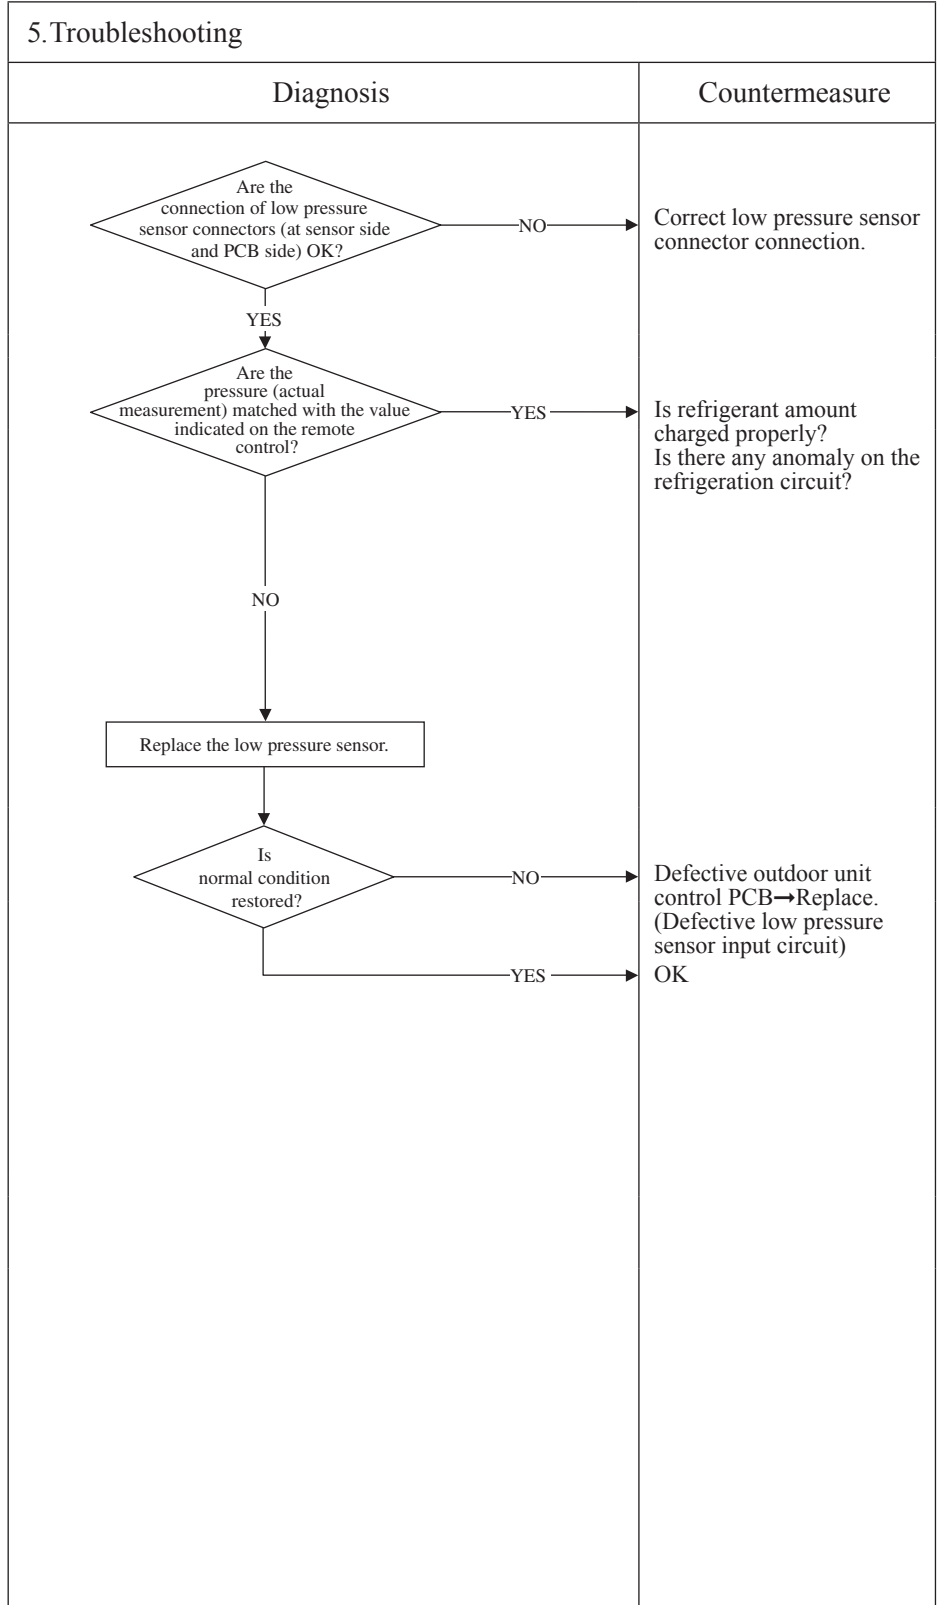 5.Troubleshooting
Diagnosis
Countermeasure
Are the
connection of low pressure
sensor connectors (at sensor side
and PCB side) OK?
NO
Correct low pressure sensor
connector connection.
YES
Are the
pressure (actual
measurement) matched with the value
indicated on the remote
control?
YES
Is refrigerant amount
charged properly?
Is there any anomaly on the
refrigeration circuit?
NO
Replace the low pressure sensor.
Is
normal condition
restored?
NO
Defective outdoor unit
control PCB→Replace.
(Defective low pressure
sensor input circuit)
YES
OK